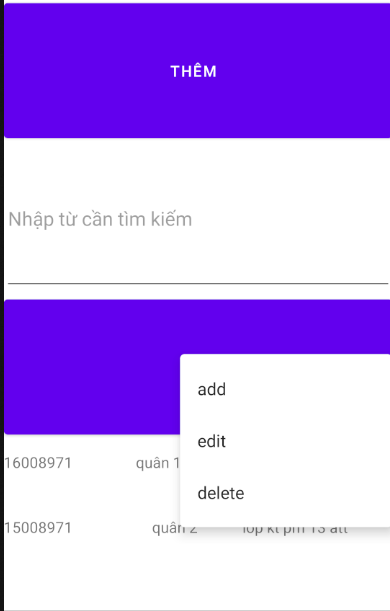 THÊM
Nhập từ cần tìm kiếm
add
edit
delete
16008971 quân 1
15008971 quân 2 lop kt pm 13 att